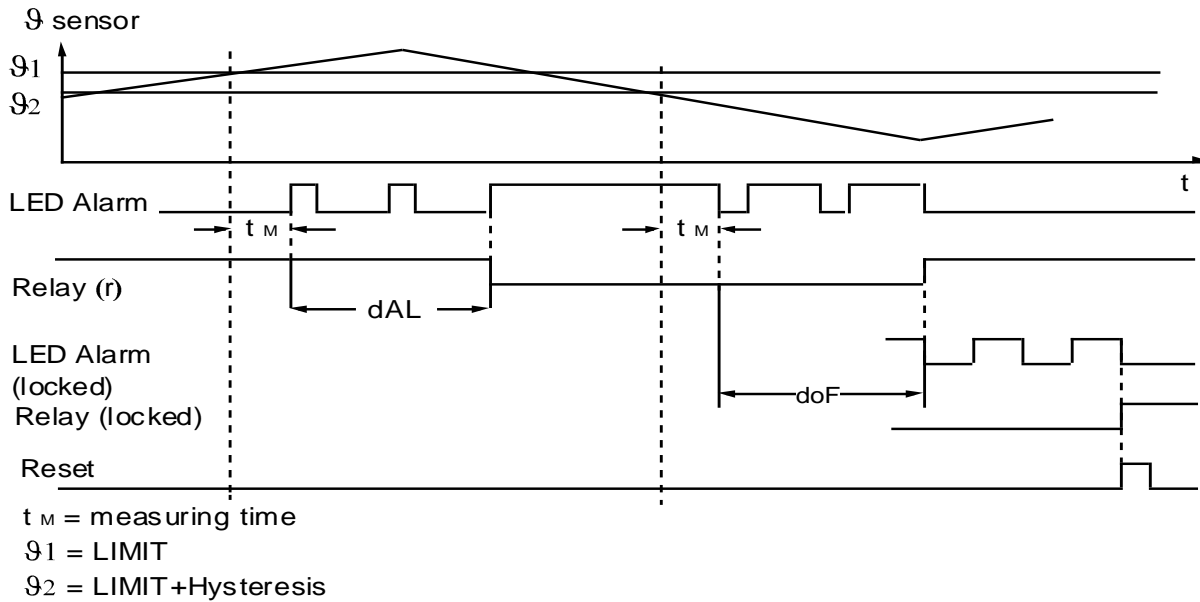 ϑ sensor
ϑ1
ϑ2
t
LED Alarm
t M
t M
Relay (r)
dAL
LED Alarm
(locked)
doF
Relay (locked)
Reset
t M = measuring time
ϑ1 = LIMIT
ϑ2 = LIMIT+Hysteresis